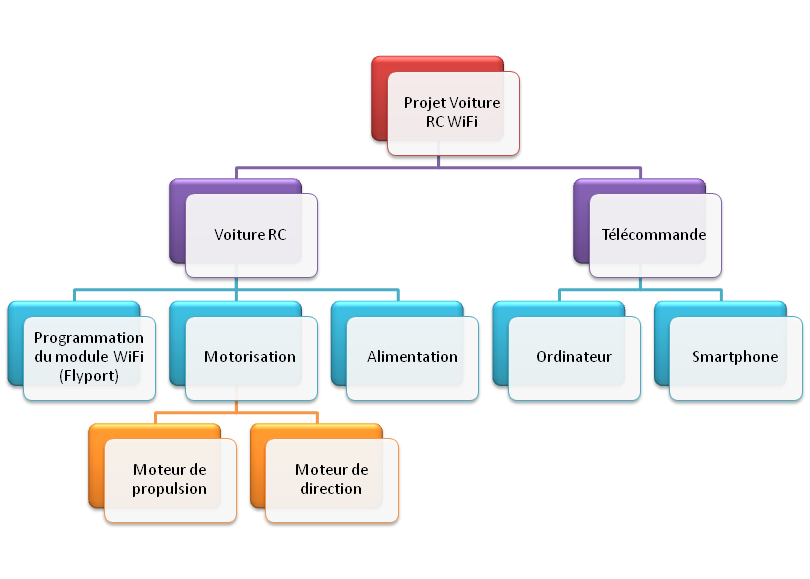 Projet Voiture
RC WiFi
Voiture RC
Télécommande
Programmation
du module WiFi
(Flyport)
Motorisation
Alimentation
Ordinateur
Smartphone
Moteur de
propulsion
Moteur de
direction